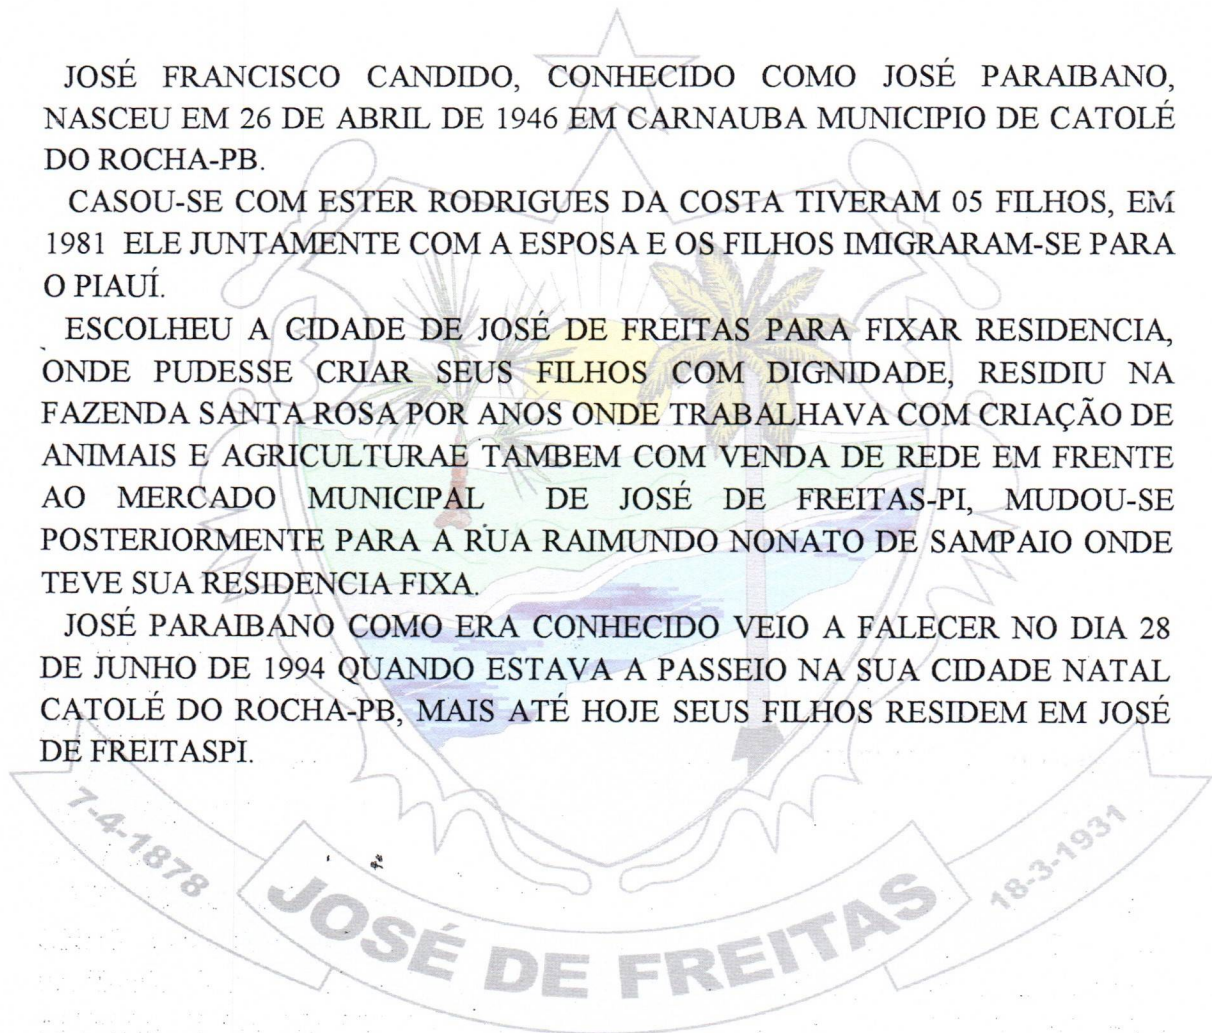 JOSÉ FRANCISCO CANDIDO, CONHECIDO COMO JOSÉ PARAIBANO,
NASCEU EM 26 DE ABRIL DE 1946 EM CARNAUBA MUNICIPIO DE CATOLÉ
DO ROCHA-PB.
CASOU-SE COM ESTER RODRIGUES DA COSTA TIVERAM 05 FILHOS, EM
1981 ELE JUNTAMENTE COM A ESPOSA E OS FILHOS IMIGRARAM-SE PARA
O PIAUÍ.
ESCOLHEU A CIDADE DE JOSÉ DE FREITAS PARA FIXAR RESIDENCIA,
ONDE PUDESSE CRIAR SEUS FILHOS COM DIGNIDADE, RESIDIU NA
FAZENDA SANTA ROSA POR ANOS ONDE TRABALHAVA COM CRIAÇÃO DE
ANIMAIS E AGRICULTURAE TAMBEM COM VENDA DE REDE EM FRENTE
AO MERCADO MUNICIPAL DE JOSÉ DE FREITAS-PI, MUDOU-SE
POSTERIORMENTE PARA A RUA RAIMUNDO NONATO DE SAMPAIO ONDE
TEVE SUA RESIDENCIA FIXA.
JOSÉ PARAIBANO COMO ERA CONHECIDO VEIO A FALECER NO DIA 28
DE JUNHO DE 1994 QUANDO ESTAVA A PASSEIO NA SUA CIDADE NATAL
CATOLÉ DO ROCHA-PB, MAIS ATÉ HOJE SEUS FILHOS RESIDEM EM JOSÉ
DE FREITASPI.
7-4-1878
JOSÉ DE FREITAS
18-3-1931